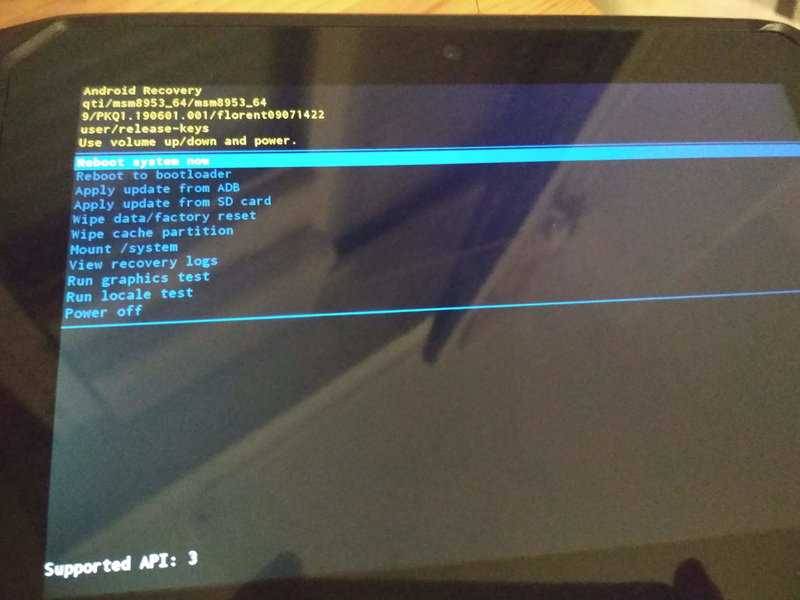 Android Recovery
qti/msm8953_64/msm8953_64
9/PKQ1.190601.001/florent09071422
user/release-keys
Use volume up/down and power.
Reboot system now
Reboot to bootloader
Apply update from ADB
Apply update from SD card
Wipe data/factory reset
Wipe cache partition
Mount /system
View recovery logs
Run graphics test
Run locale test
Power off
Supported API: 3